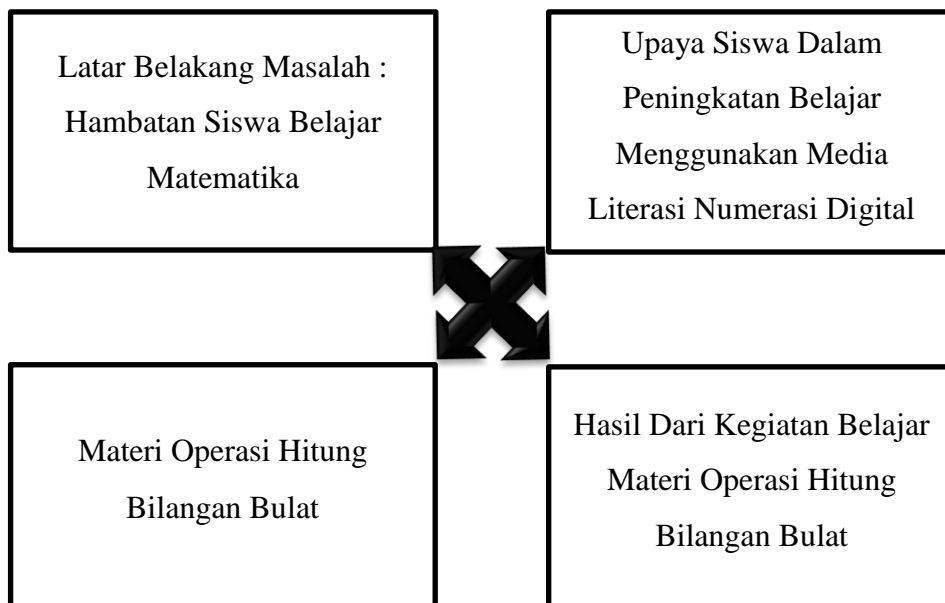 Latar Belakang Masalah :
Hambatan Siswa Belajar
Matematika
Upaya Siswa Dalam
Peningkatan Belajar
Menggunakan Media
Literasi Numerasi Digital
Materi Operasi Hitung
Bilangan Bulat
Hasil Dari Kegiatan Belajar
Materi Operasi Hitung
Bilangan Bulat